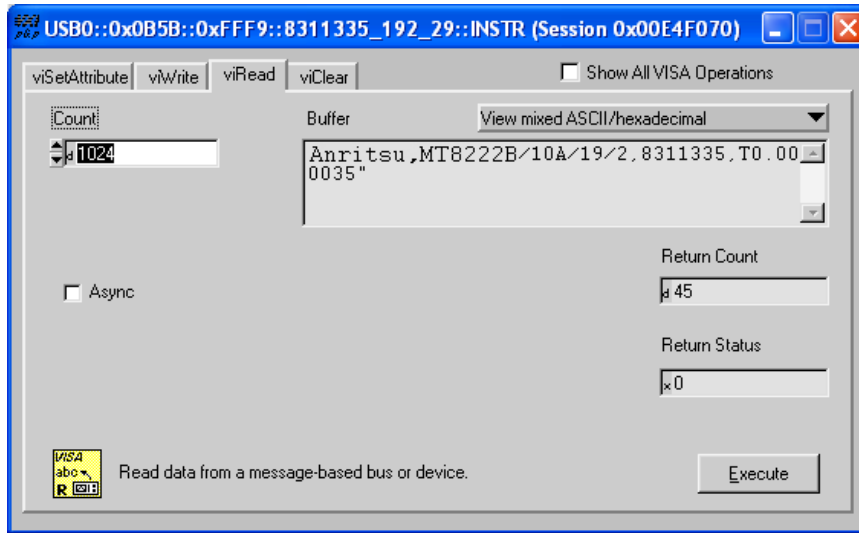 USB0::0x0B5B::0xFFF9::8311335_192_29::INSTR (Session 0x00E4F070)
viSetAttribute viWrite viRead viClear
Show All VISA Operations
Count
Buffer
View mixed ASCII/hexadecimal
d 1024
Anritsu,MT8222B/10A/19/2,8311335,T0.00
0035"
Return Count
Async
d 45
Return Status
x 0
VISA
abc
R
Read data from a message-based bus or device.
Execute